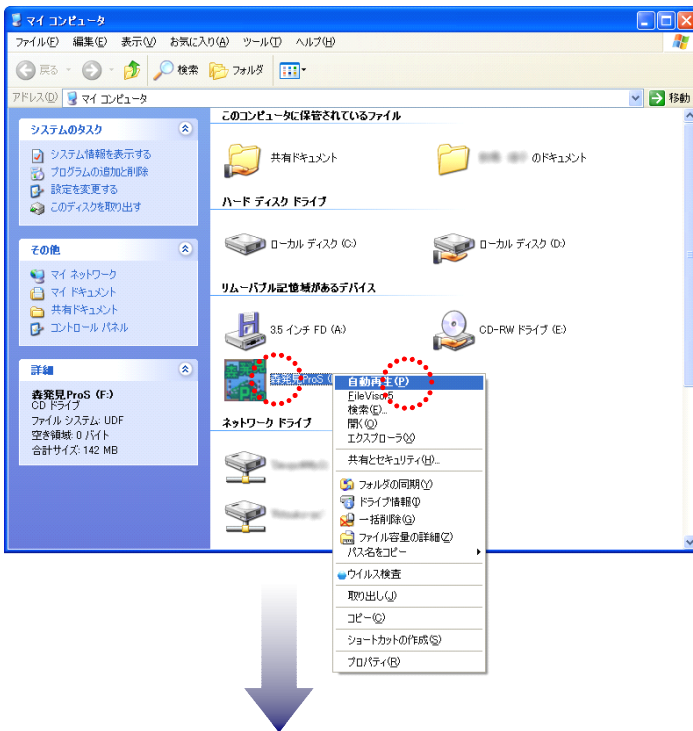 マイ コンピュータ
ファイル(F) 編集(E) 表示(V) お気に入り(A) ツール(T) ヘルプ(H)
戻る 検索 フォルダ
アドレス(D) マイ コンピュータ 移動
システムのタスク
システム情報を表示する
プログラムの追加と削除
設定を変更する
このディスクを取り出す
その他
マイ ネットワーク
マイ ドキュメント
共有ドキュメント
コントロール パネル
詳細
森発見ProS (F:)
CD ドライブ
ファイル システム: UDF
空き領域: 0 バイト
合計サイズ: 142 MB
このコンピュータに保管されているファイル
共有ドキュメント のドキュメント
ハード ディスク ドライブ
ローカル ディスク (C:) ローカル ディスク (D:)
リムーバブル記憶域があるデバイス
3.5 インチ FD (A:) CD-RW ドライブ (E:)
森発見ProS (
ネットワーク ドライブ
自動再生(P)
FileVisor5
検索(E)...
開く(O)
エクスプローラ(X)
共有とセキュリティ(H)...
フォルダの同期(Y)
ドライブ情報(I)
一括削除(G)
ファイル容量の詳細(Z)
パス名をコピー
ウイルス検査
取り出し(J)
コピー(C)
ショートカットの作成(S)
プロパティ(R)